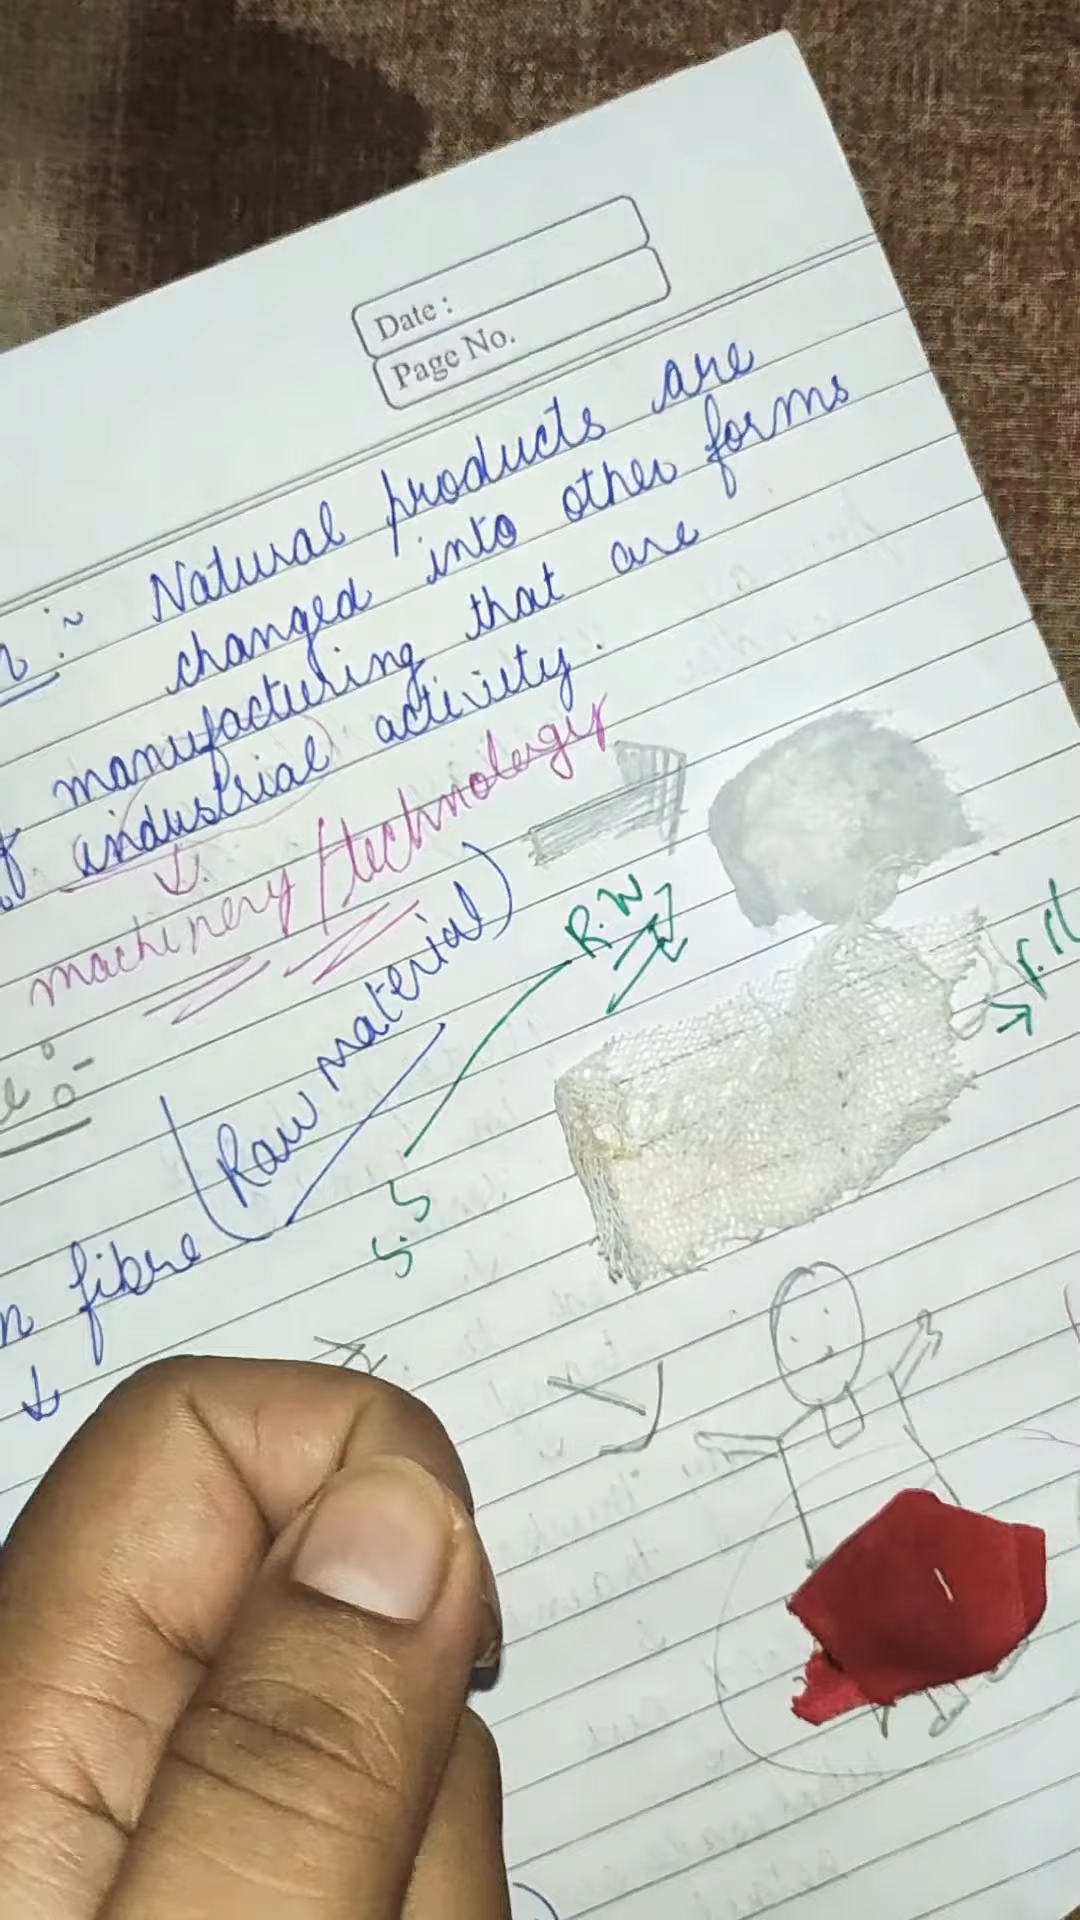 Date :
Page No.
Natural products are
changed into other forms
manufacturing that are
industrial activity.
machinery/technology
(Raw material)
R.W
fibre